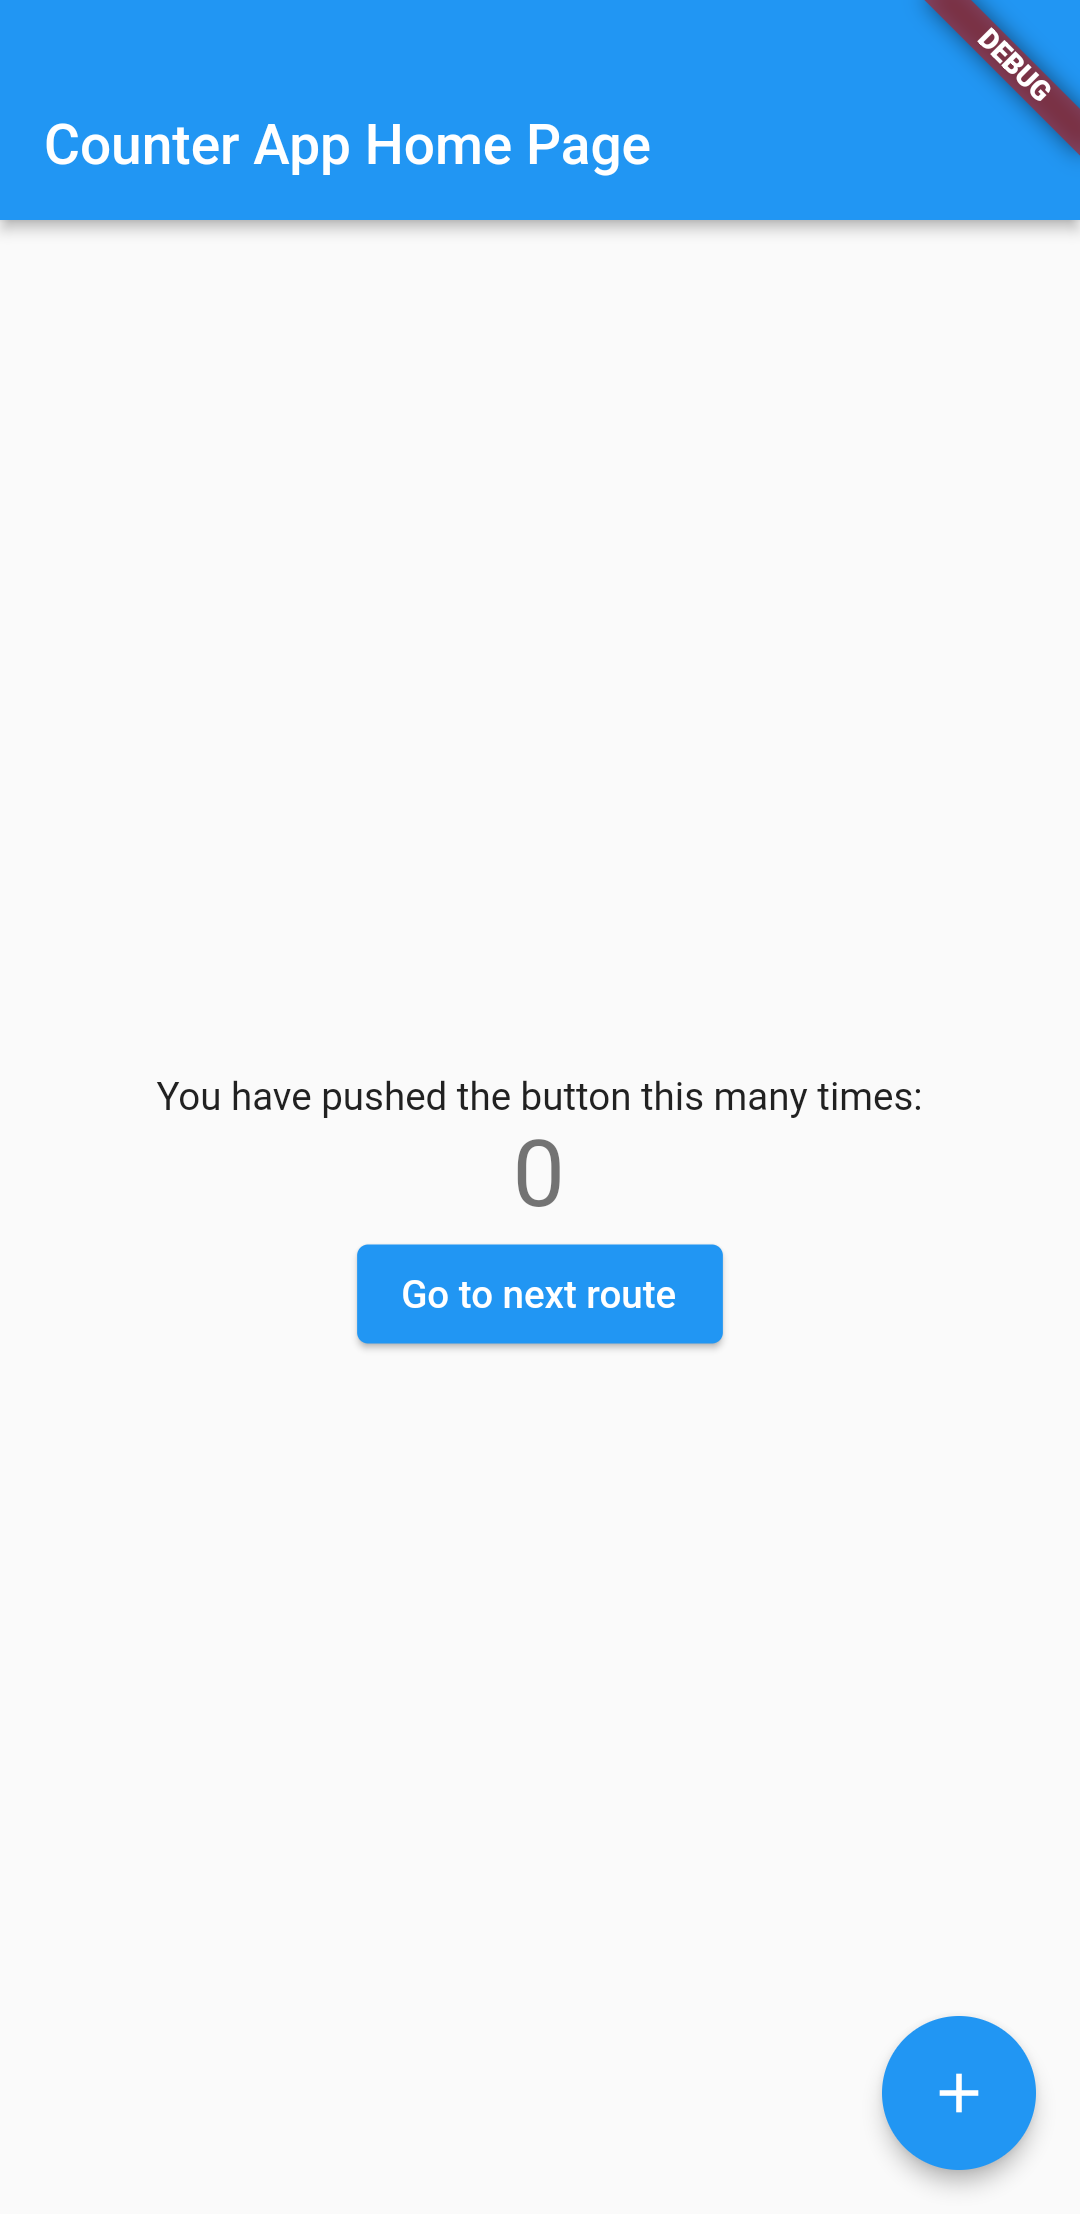 DEBUG
Counter App Home Page
You have pushed the button this many times:
0
Go to next route
+